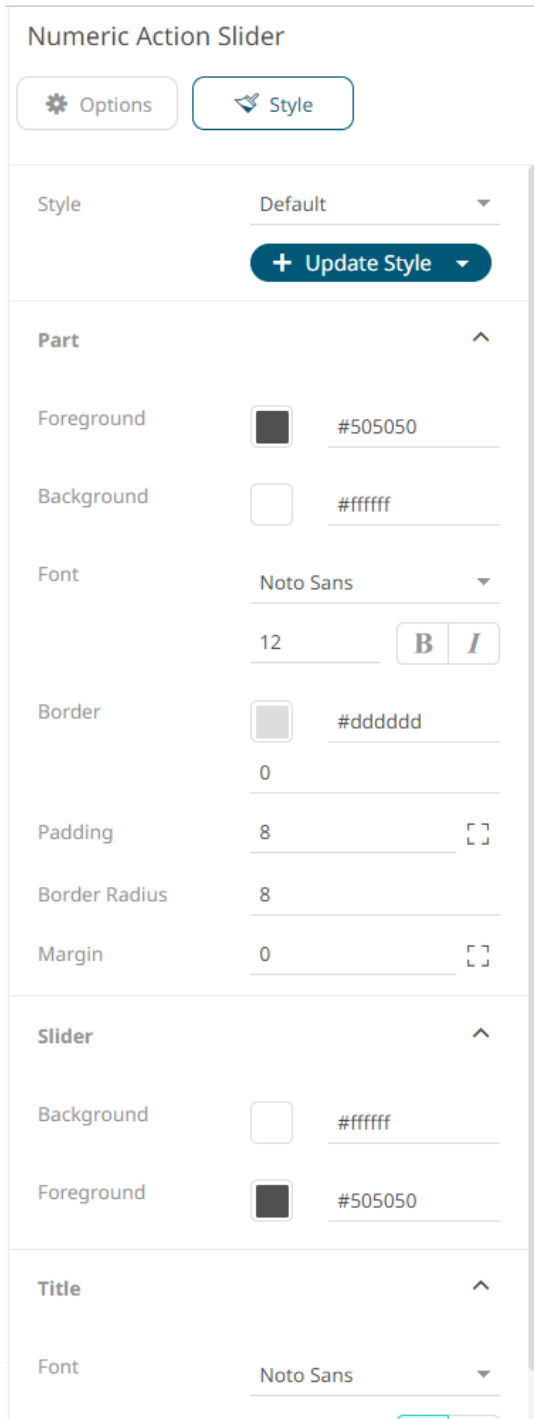 Numeric Action Slider
Options
Style
Style
Default
+ Update Style
Part
Foreground
#505050
Background
#ffffff
Font
Noto Sans
12
B I
Border
#dddddd
0
Padding
8
Border Radius
8
Margin
0
Slider
Background
#ffffff
Foreground
#505050
Title
Font
Noto Sans